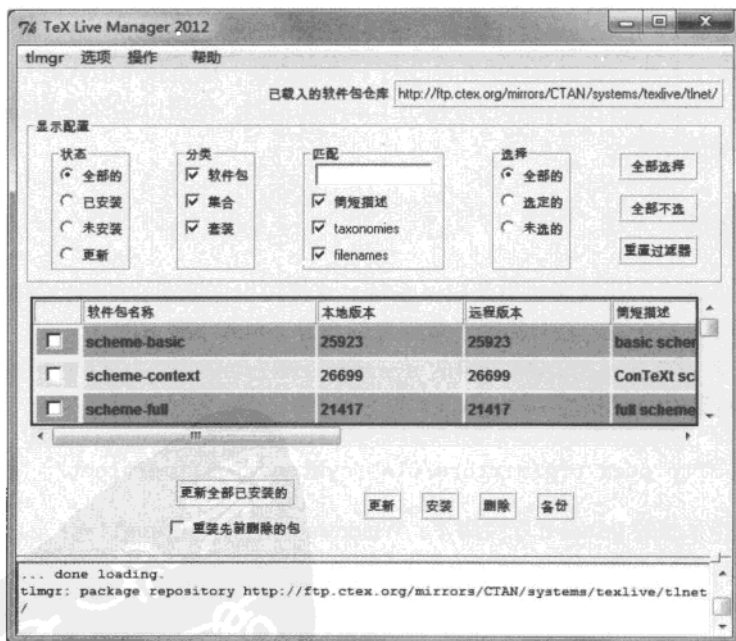 TeX Live Manager 2012
tlmgr 选项 操作 帮助
已载入的软件包仓库 http://ftp.ctex.org/mirrors/CTAN/systems/texlive/tlnet/
显示配置
状态 分类 匹配 选择
全部的 软件包 全部的 全部选择
已安装 集合 简短描述 选定的 全部不选
未安装 套装 taxonomies 未选的
更新 filenames 重置过滤器
软件包名称 本地版本 远程版本 简短描述
scheme-basic 25923 25923 basic scher
scheme-context 26699 26699 ConTeXt sc
scheme-full 21417 21417 full scheme
更新全部已安装的 更新 安装 删除 备份
重装先前删除的包
... done loading.
tlmgr: package repository http://ftp.ctex.org/mirrors/CTAN/systems/texlive/tlnet
/